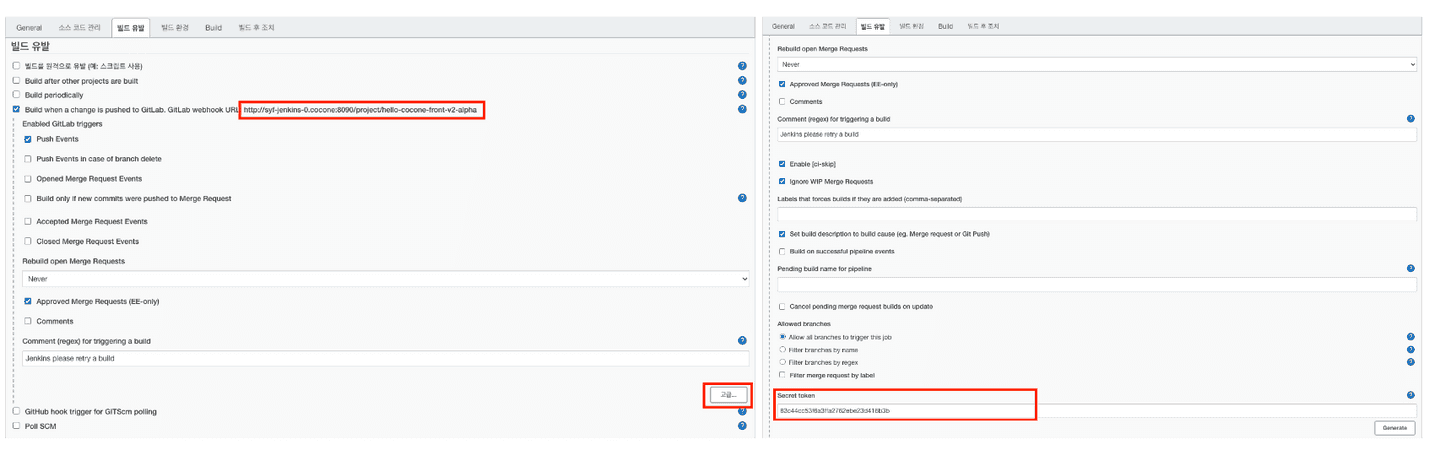 General 소스 코드 관리 빌드 유발 빌드 환경 Build 빌드 후 조치
빌드 유발
빌드를 원격으로 유발 (예: 스크립트 사용)
Build after other projects are built
Build periodically
Build when a change is pushed to GitLab. GitLab webhook URL: http://syf-jenkins-0.cocone:8090/project/hello-cocone-front-v2-alpha
Enabled GitLab triggers
Push Events
Push Events in case of branch delete
Opened Merge Request Events
Build only if new commits were pushed to Merge Request
Accepted Merge Request Events
Closed Merge Request Events
Rebuild open Merge Requests
Never
Approved Merge Requests (EE-only)
Comments
Comment (regex) for triggering a build
Jenkins please retry a build
고급...
GitHub hook trigger for GITScm polling
Poll SCM
General 소스 코드 관리 빌드 유발 빌드 환경 Build 빌드 후 조치
Rebuild open Merge Requests
Never
Approved Merge Requests (EE-only)
Comments
Comment (regex) for triggering a build
Jenkins please retry a build
Enable [ci-skip]
Ignore WIP Merge Requests
Labels that forces builds if they are added (comma-separated)
Set build description to build cause (eg. Merge request or Git Push)
Build on successful pipeline events
Pending build name for pipeline
Cancel pending merge request builds on update
Allowed branches
Allow all branches to trigger this job
Filter branches by name
Filter branches by regex
Filter merge request by label
Secret token
Generate